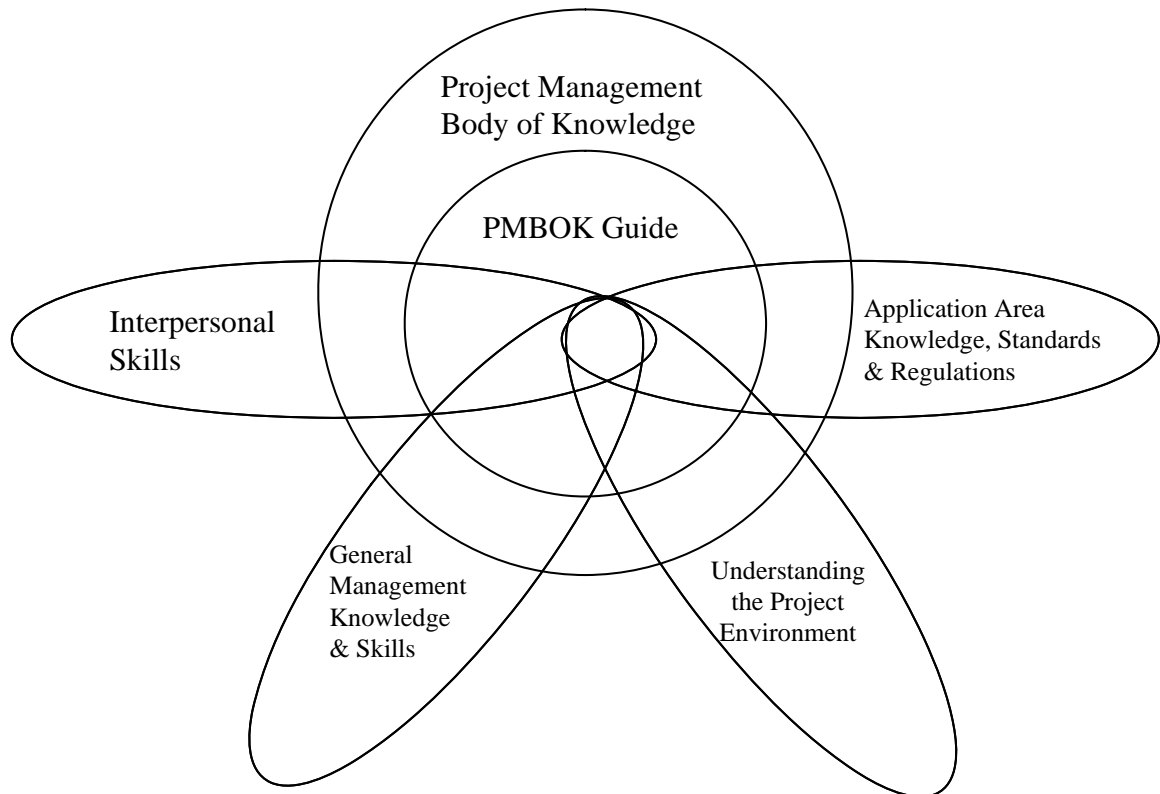 Project Management
Body of Knowledge
PMBOK Guide
Interpersonal
Skills
Application Area
Knowledge, Standards
& Regulations
General
Management
Knowledge
& Skills
Understanding
the Project
Environment